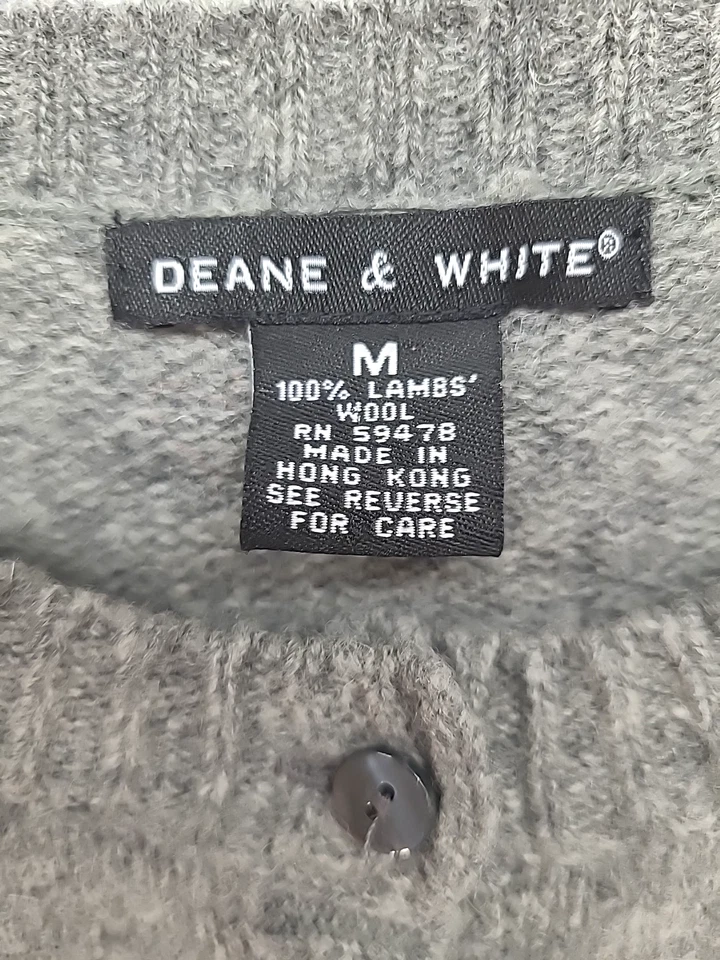 DEANE & WHITE®
M
100% LAMBS'
WOOL
RN 59478
MADE IN
HONG KONG
SEE REVERSE
FOR CARE